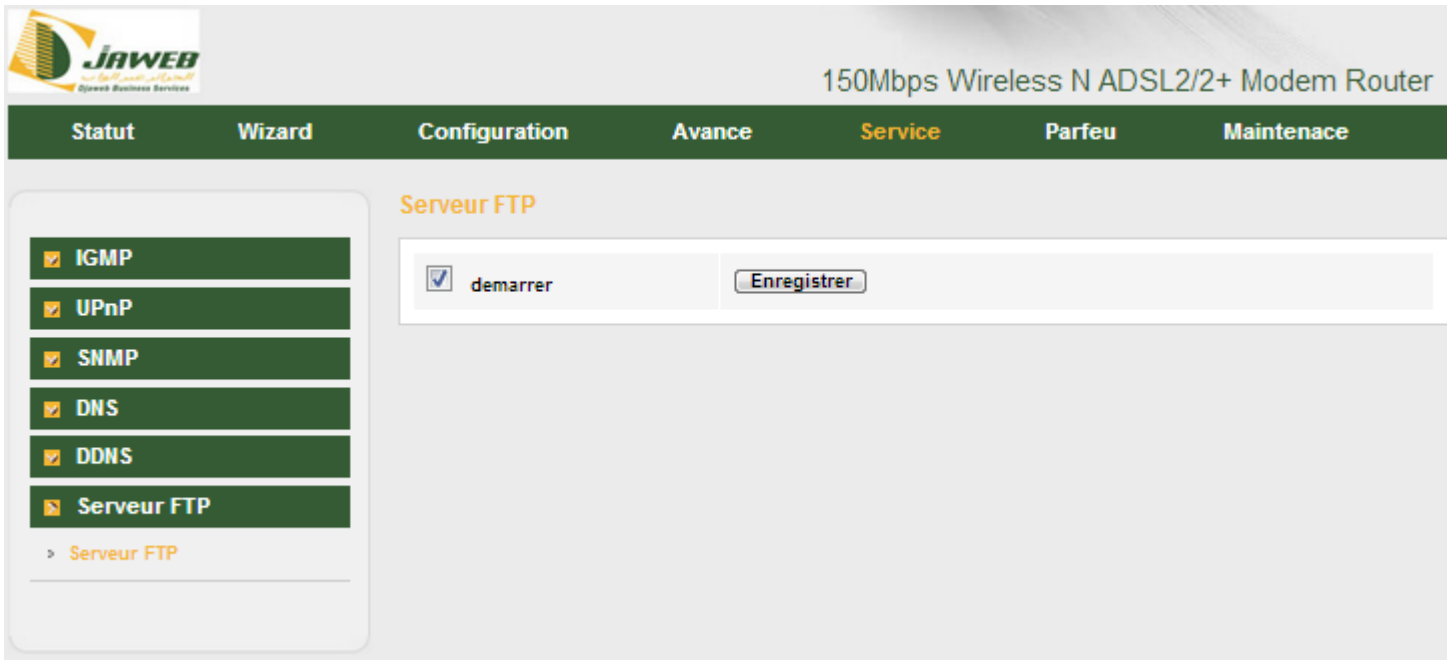 JAWEB
Djaweb Business Services
150Mbps Wireless N ADSL2/2+ Modem Router
Statut Wizard Configuration Avance Service Parfeu Maintenace
Serveur FTP
IGMP
UPnP
SNMP
DNS
DDNS
Serveur FTP
Serveur FTP
demarrer Enregistrer